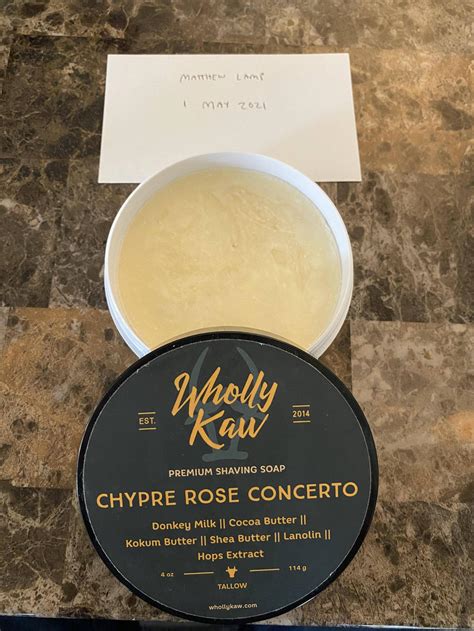 MATTHEW LAMP
1 MAY 2021
Wholly
Kaw
EST.
2014
PREMIUM SHAVING SOAP
CHYPRE ROSE CONCERTO
Donkey Milk || Cocoa Butter ||
Kokum Butter || Shea Butter || Lanolin ||
Hops Extract
4 oz
114 g
TALLOW
whollykaw.com